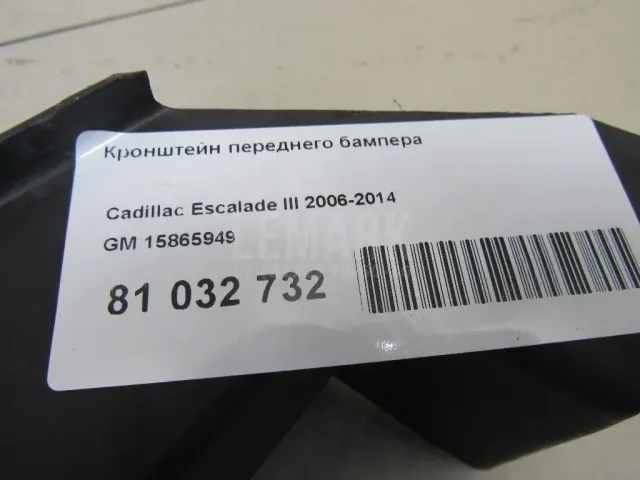 Кронштейн переднего бампера
Cadillac Escalade III 2006-2014
GM 15865949
LEMARK
81 032 732